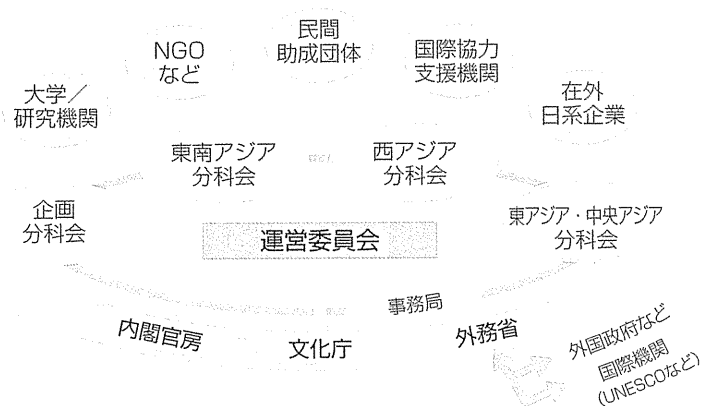 民間
助成団体
NGO
など
国際協力
支援機関
大学／
研究機関
在外
日系企業
東南アジア
分科会
西アジア
分科会
企画
分科会
東アジア・中央アジア
分科会
運営委員会
事務局
内閣官房
文化庁
外務省
外国政府など
国際機関
(UNESCOなど)